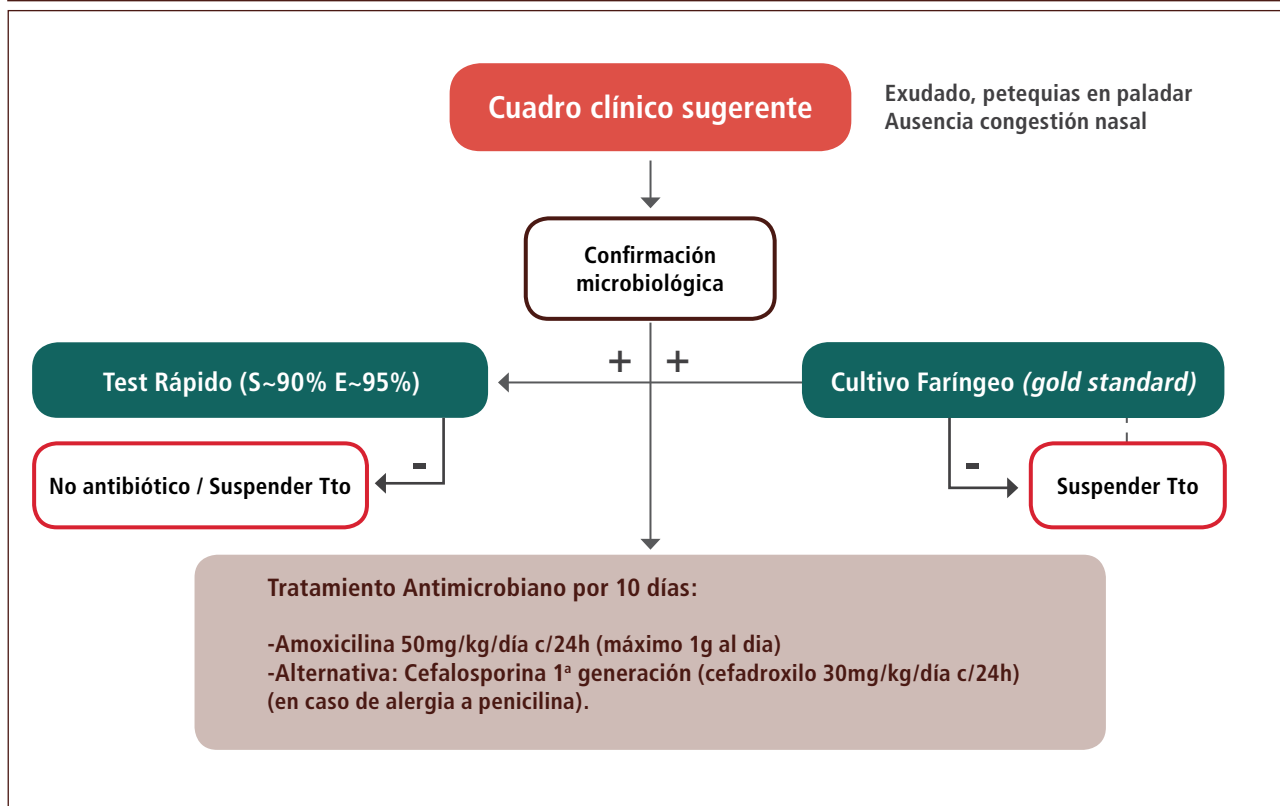 Cuadro clínico sugerente
Exudado, petequias en paladar
Ausencia congestión nasal
Confirmación
microbiológica
+ +
Test Rápido (S~90% E~95%)
Cultivo Faríngeo (gold standard)
-
-
No antibiótico / Suspender Tto
Suspender Tto
Tratamiento Antimicrobiano por 10 días:
-Amoxicilina 50mg/kg/día c/24h (máximo 1g al dia)
-Alternativa: Cefalosporina 1ª generación (cefadroxilo 30mg/kg/día c/24h)
(en caso de alergia a penicilina).